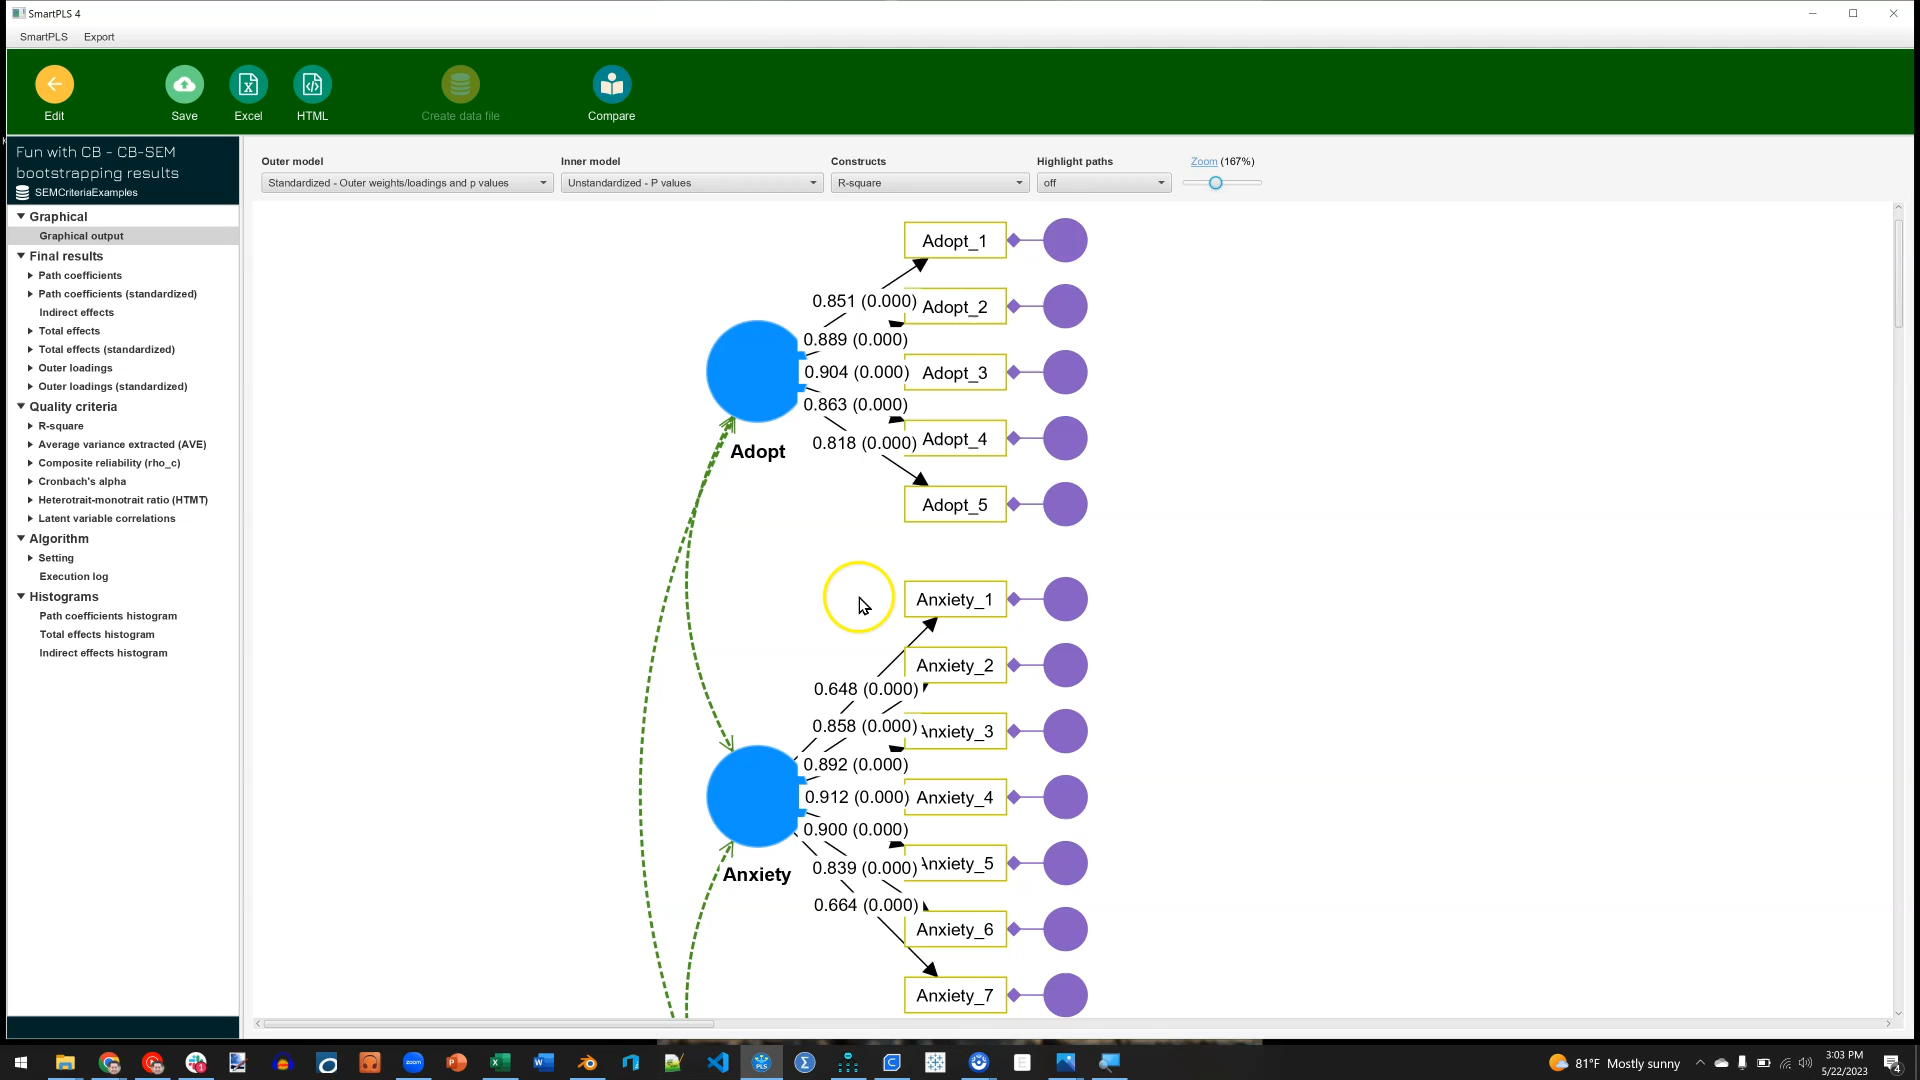 SmartPLS 4
SmartPLS Export
Edit
Save
Excel
HTML
Create data file
Compare
Fun with CB - CB-SEM
bootstrapping results
SEMCriteriaExamples
Graphical
Graphical output
Final results
Path coefficients
Path coefficients (standardized)
Indirect effects
Total effects
Total effects (standardized)
Outer loadings
Outer loadings (standardized)
Quality criteria
R-square
Average variance extracted (AVE)
Composite reliability (rho_c)
Cronbach's alpha
Heterotrait-monotrait ratio (HTMT)
Latent variable correlations
Algorithm
Setting
Execution log
Histograms
Path coefficients histogram
Total effects histogram
Indirect effects histogram
Outer model
Standardized - Outer weights/loadings and p values
Inner model
Unstandardized - P values
Constructs
R-square
Highlight paths
off
Zoom (167%)
Adopt_1
0.851 (0.000)
Adopt_2
0.889 (0.000)
0.904 (0.000)
Adopt_3
0.863 (0.000)
0.818 (0.000)
Adopt_4
Adopt
Adopt_5
Anxiety_1
Anxiety_2
0.648 (0.000)
0.858 (0.000)
Anxiety_3
0.892 (0.000)
0.912 (0.000)
Anxiety_4
0.900 (0.000)
0.839 (0.000)
Anxiety_5
Anxiety
0.664 (0.000)
Anxiety_6
Anxiety_7
81°F Mostly sunny
3:03 PM
5/22/2023